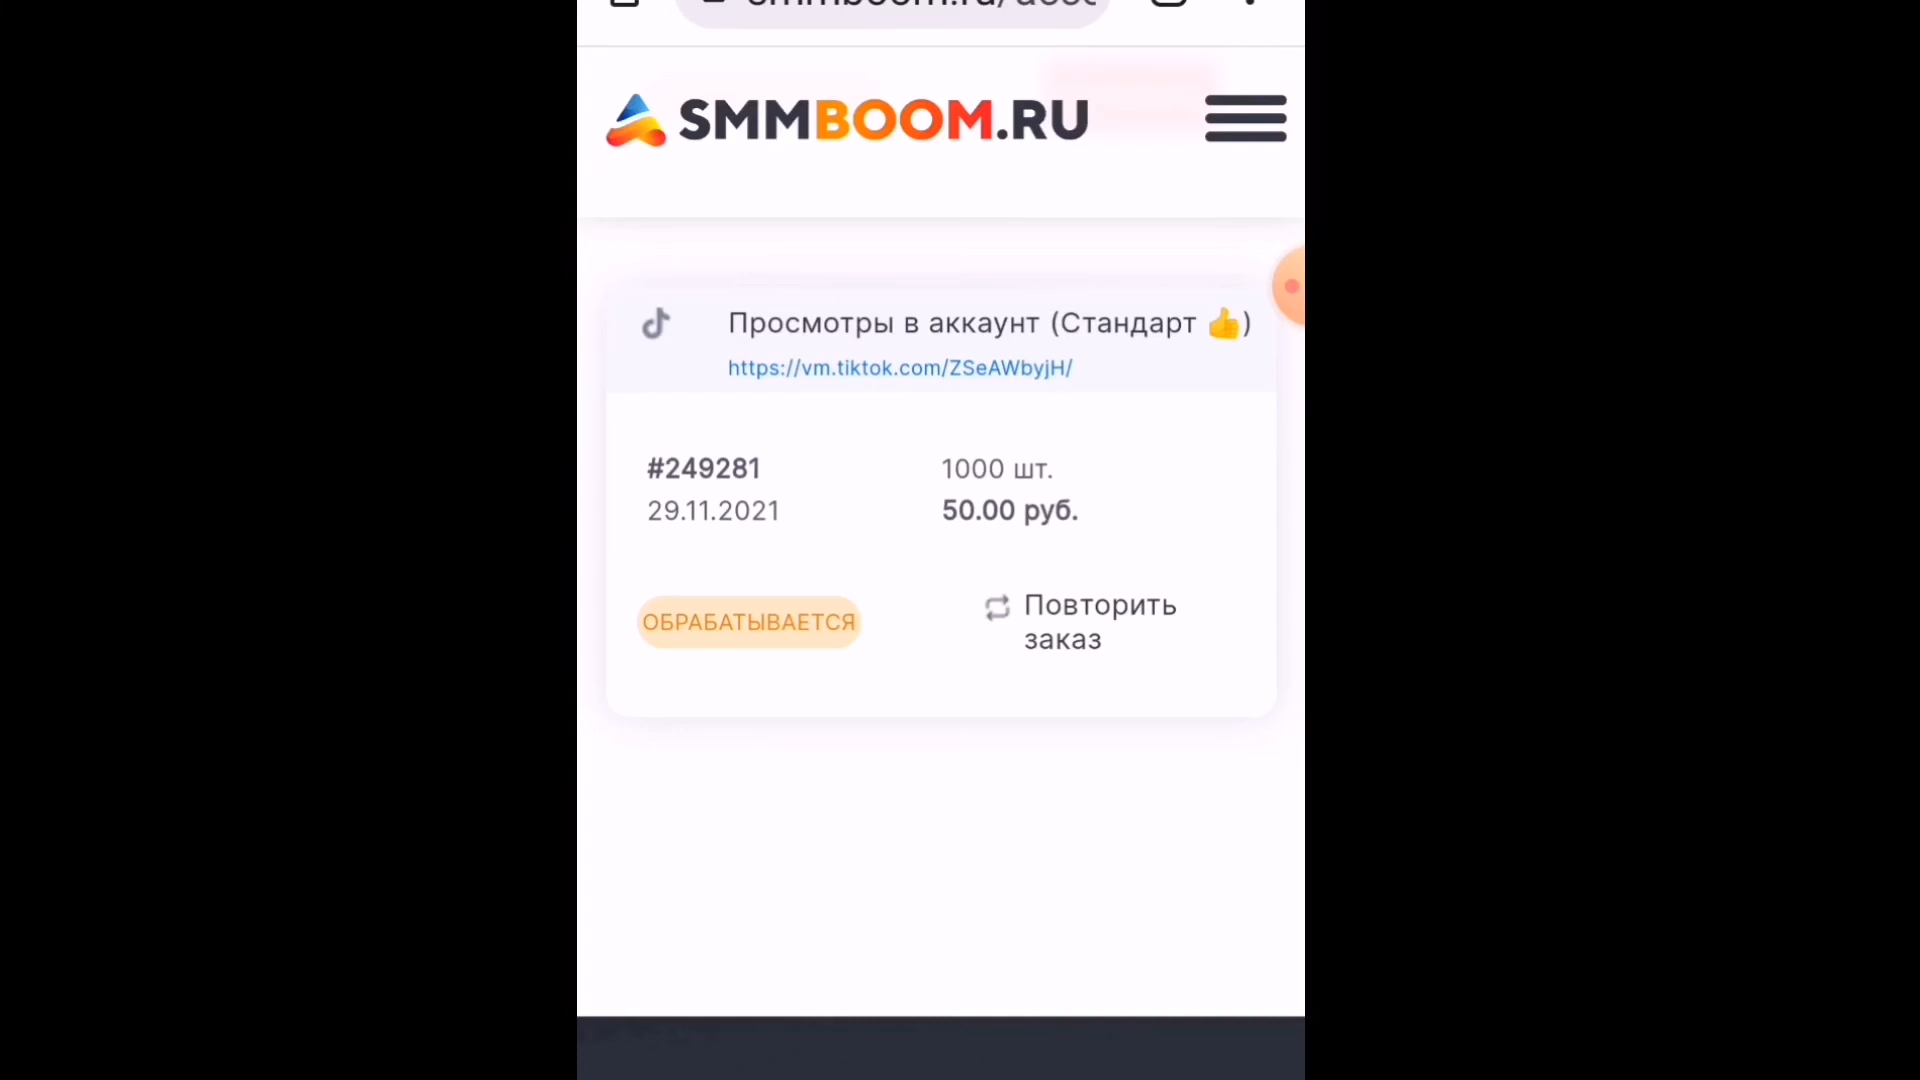 SMMBOOM.RU
Просмотры в аккаунт (Стандарт 👍)
https://vm.tiktok.com/ZSeAWbyjH/
#249281
1000 шт.
29.11.2021
50.00 руб.
ОБРАБАТЫВАЕТСЯ
Повторить
заказ